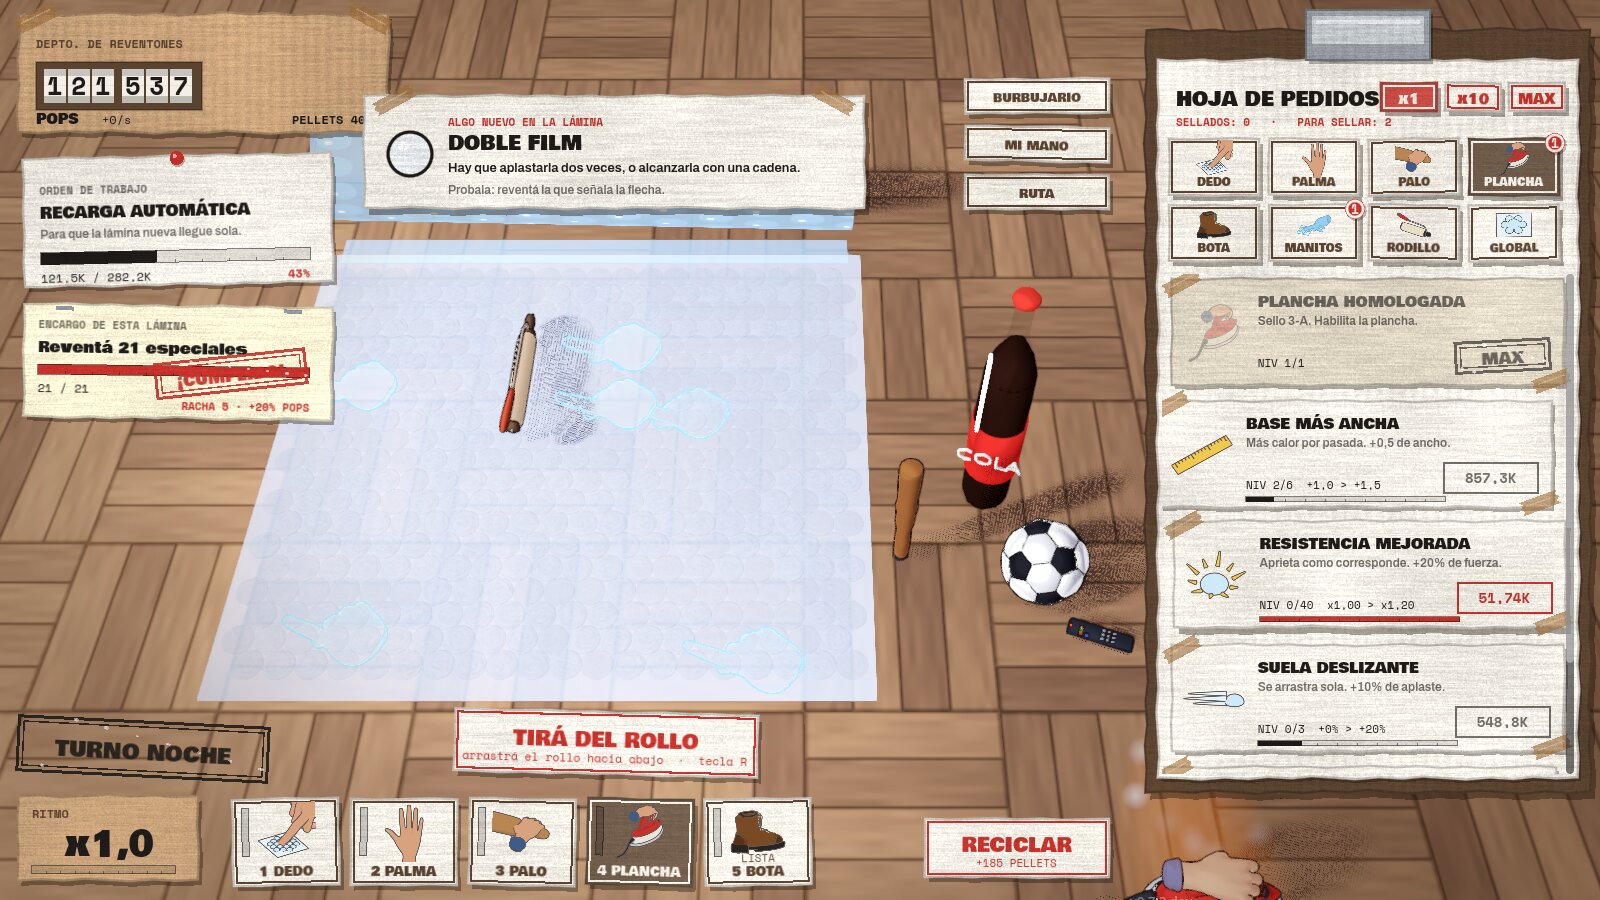 DEPTO. DE REVENTONES
121 537
POPS +0/s PELLETS 40
ORDEN DE TRABAJO
RECARGA AUTOMÁTICA
Para que la lámina nueva llegue sola.
121.5K / 282.2K 43%
ENCARGO DE ESTA LÁMINA
Reventá 21 especiales
21 / 21
RACHA 5 · +20% POPS
ALGO NUEVO EN LA LÁMINA
DOBLE FILM
Hay que aplastarla dos veces, o alcanzarla con una cadena.
Probala: reventá la que señala la flecha.
BURBUJARIO
MI MANO
RUTA
COLA
HOJA DE PEDIDOS
x1
x10
MAX
SELLADOS: 0 · PARA SELLAR: 2
DEDO
PALMA
PALO
PLANCHA
1
BOTA
MANITOS
1
RODILLO
GLOBAL
PLANCHA HOMOLOGADA
Sello 3-A. Habilita la plancha.
NIV 1/1
MAX
BASE MÁS ANCHA
Más calor por pasada. +0,5 de ancho.
NIV 2/6 +1.0 > +1.5
857,3K
RESISTENCIA MEJORADA
Aprieta como corresponde. +20% de fuerza.
NIV 0/40 x1.00 > x1.20
51,74K
SUELA DESLIZANTE
Se arrastra sola. +10% de aplaste.
NIV 0/3 +0% > +20%
548,8K
TURNO NOCHE
TIRÁ DEL ROLLO
arrastrá el rollo hacia abajo · tecla R
RITMO
x1,0
1 DEDO
2 PALMA
3 PALO
4 PLANCHA
LISTA
5 BOTA
RECICLAR
+185 PELLETS